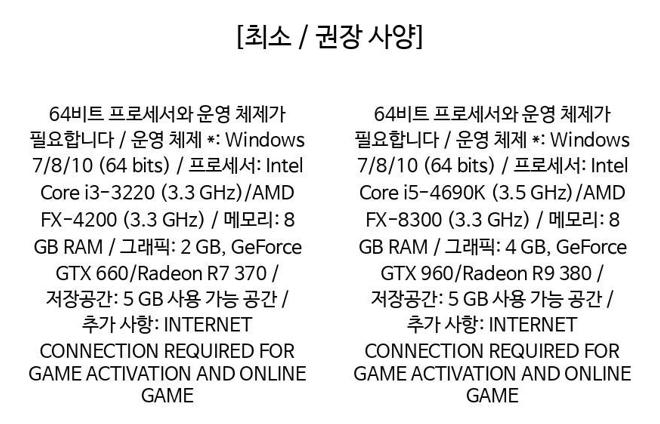 [최소 / 권장 사양]
64비트 프로세서와 운영 체제가
필요합니다 / 운영 체제 *: Windows
7/8/10 (64 bits) / 프로세서: Intel
Core i3-3220 (3.3 GHz)/AMD
FX-4200 (3.3 GHz) / 메모리: 8
GB RAM / 그래픽: 2 GB, GeForce
GTX 660/Radeon R7 370 /
저장공간: 5 GB 사용 가능 공간 /
추가 사항: INTERNET
CONNECTION REQUIRED FOR
GAME ACTIVATION AND ONLINE
GAME
64비트 프로세서와 운영 체제가
필요합니다 / 운영 체제 *: Windows
7/8/10 (64 bits) / 프로세서: Intel
Core i5-4690K (3.5 GHz)/AMD
FX-8300 (3.3 GHz) / 메모리: 8
GB RAM / 그래픽: 4 GB, GeForce
GTX 960/Radeon R9 380 /
저장공간: 5 GB 사용 가능 공간 /
추가 사항: INTERNET
CONNECTION REQUIRED FOR
GAME ACTIVATION AND ONLINE
GAME